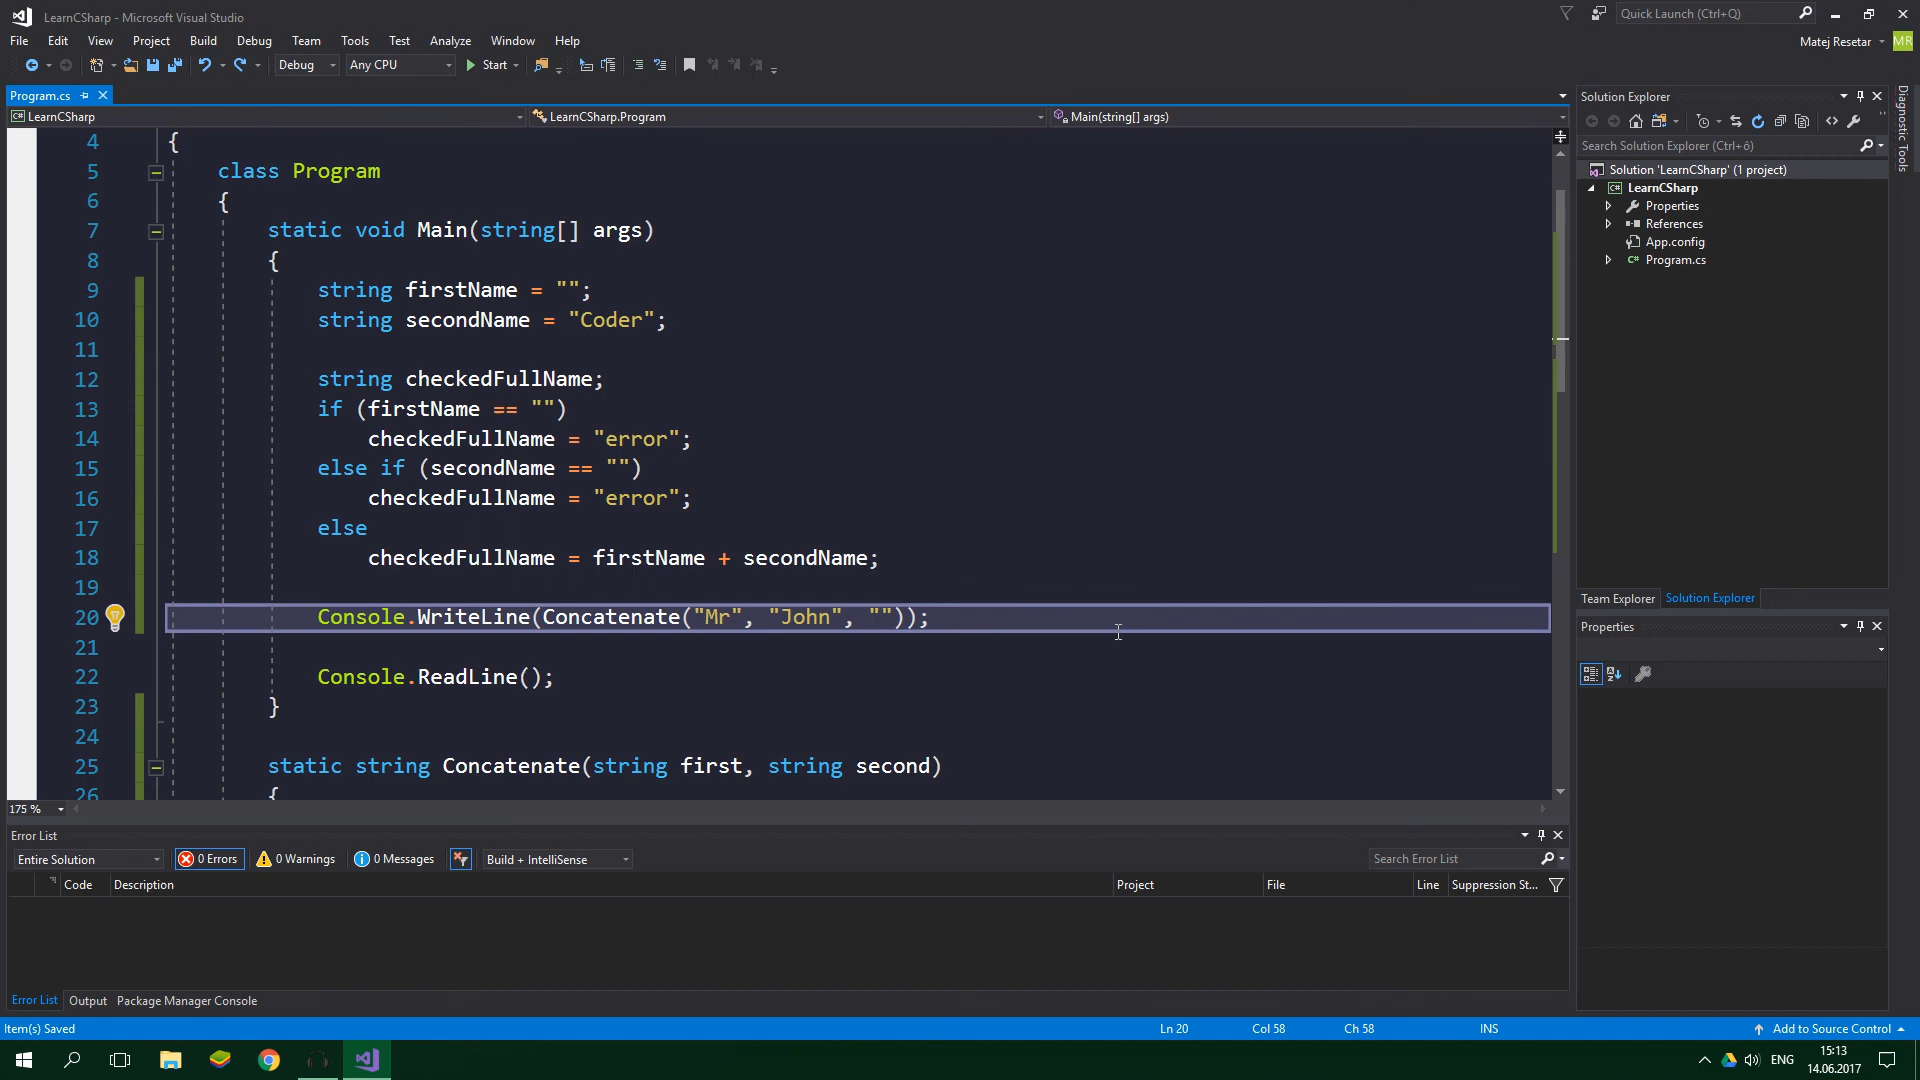 LearnCSharp - Microsoft Visual Studio
Quick Launch (Ctrl+Q)
File Edit View Project Build Debug Team Tools Test Analyze Window Help
Matej Resetar MR
Debug Any CPU Start
Program.cs
LearnCSharp LearnCSharp.Program Main(string[] args)
4 {
5 class Program
6 {
7 static void Main(string[] args)
8 {
9 string firstName = "";
10 string secondName = "Coder";
11
12 string checkedFullName;
13 if (firstName == "")
14 checkedFullName = "error";
15 else if (secondName == "")
16 checkedFullName = "error";
17 else
18 checkedFullName = firstName + secondName;
19
20 Console.WriteLine(Concatenate("Mr", "John", ""));
21
22 Console.ReadLine();
23 }
24
25 static string Concatenate(string first, string second)
26 {
175 %
Solution Explorer
Search Solution Explorer (Ctrl+ô)
Solution 'LearnCSharp' (1 project)
LearnCSharp
Properties
References
App.config
Program.cs
Diagnostic Tools
Team Explorer Solution Explorer
Properties
Error List
Entire Solution 0 Errors 0 Warnings 0 Messages Build + IntelliSense Search Error List
Code Description Project File Line Suppression St...
Error List Output Package Manager Console
Item(s) Saved Ln 20 Col 58 Ch 58 INS Add to Source Control
ENG 15:13
14.06.2017